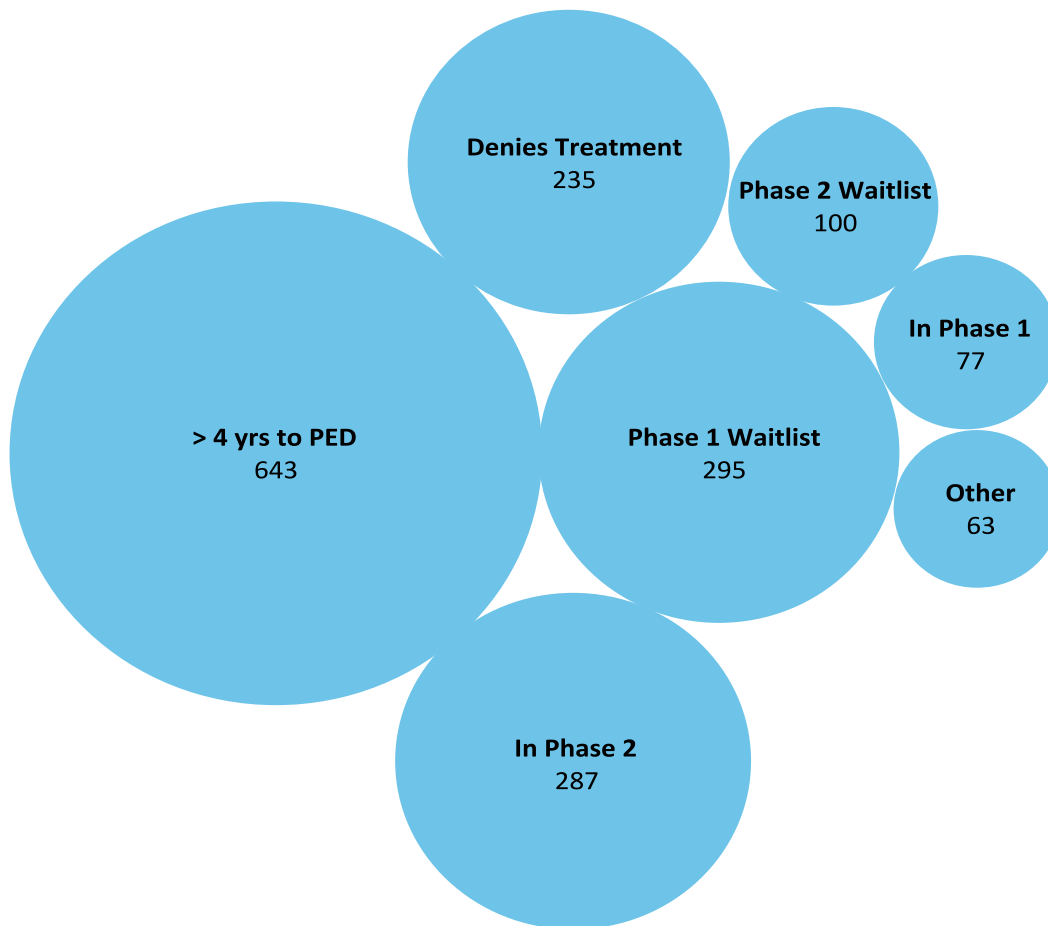 Denies Treatment
235
Phase 2 Waitlist
100
In Phase 1
77
> 4 yrs to PED
643
Phase 1 Waitlist
295
Other
63
In Phase 2
287